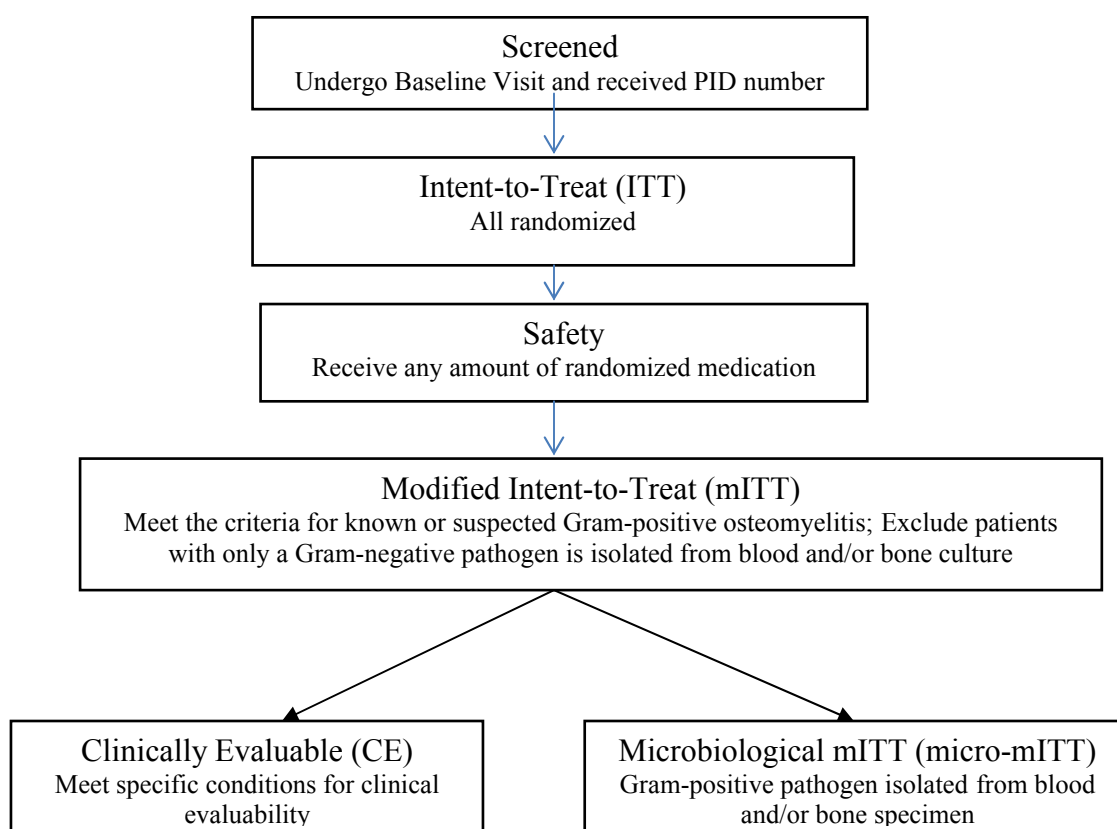 Screened
Undergo Baseline Visit and received PID number
Intent-to-Treat (ITT)
All randomized
Safety
Receive any amount of randomized medication
Modified Intent-to-Treat (mITT)
Meet the criteria for known or suspected Gram-positive osteomyelitis; Exclude patients
with only a Gram-negative pathogen is isolated from blood and/or bone culture
Clinically Evaluable (CE)
Meet specific conditions for clinical
evaluability
Microbiological mITT (micro-mITT)
Gram-positive pathogen isolated from blood
and/or bone specimen